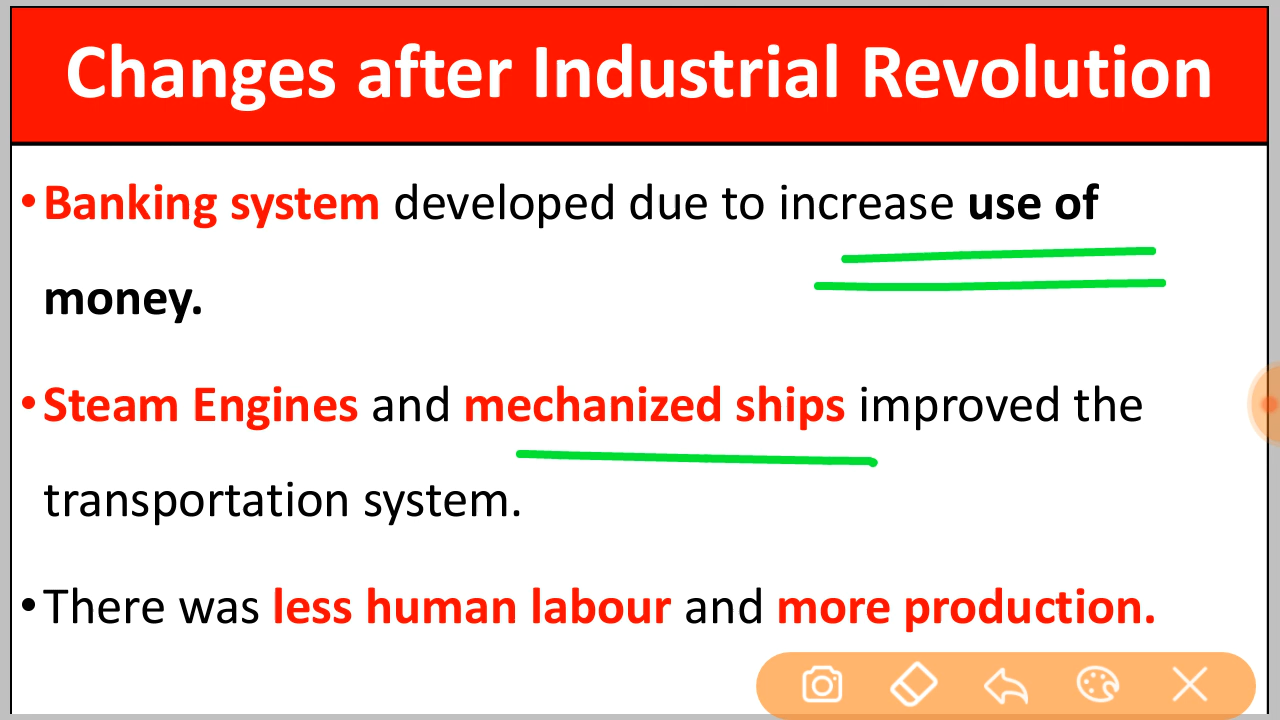 Changes after Industrial Revolution
•Banking system developed due to increase use of
money.
•Steam Engines and mechanized ships improved the
transportation system.
•There was less human labour and more production.